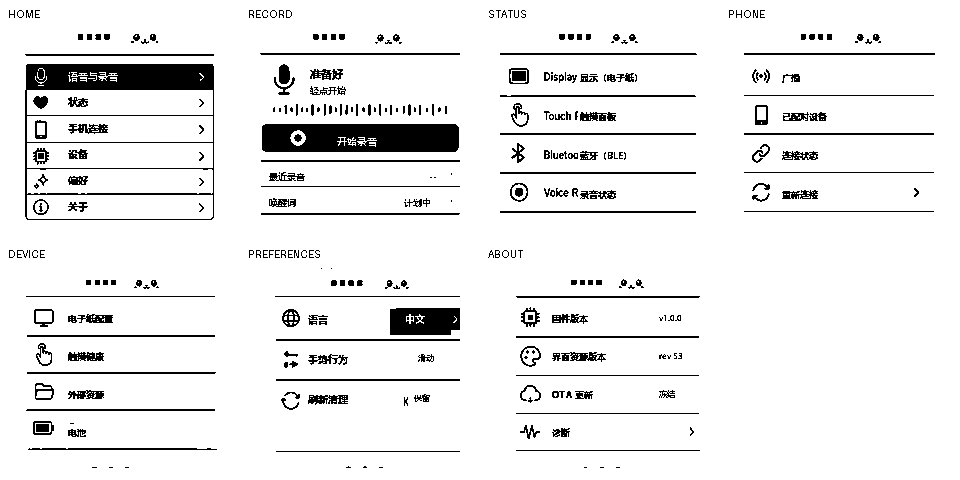 HOME
语音与录音
状态
手机连接
设备
偏好
关于
RECORD
准备好
轻点开始
开始录音
最近录音
唤醒词 计划中
STATUS
Display 显示（电子纸）
Touch 触摸面板
Bluetoo 蓝牙（BLE）
Voice R 录音状态
PHONE
广播
已配对设备
连接状态
重新连接
DEVICE
电子纸配置
触摸健康
外部资源
电池
PREFERENCES
语言 中文
手势行为 滑动
刷新清理 保留
ABOUT
固件版本 v1.0.0
界面资源版本 rev 53
OTA 更新 冻结
诊断